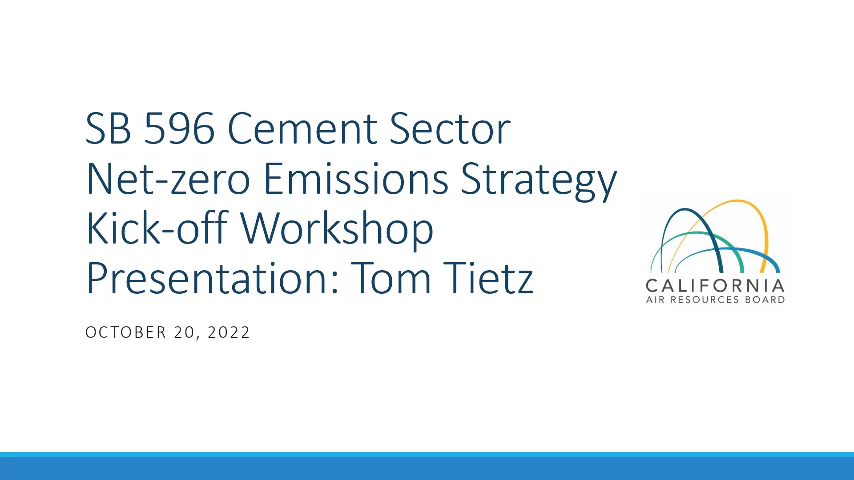 SB 596 Cement Sector
Net-zero Emissions Strategy
Kick-off Workshop
Presentation: Tom Tietz
OCTOBER 20, 2022
CALIFORNIA
AIR RESOURCES BOARD